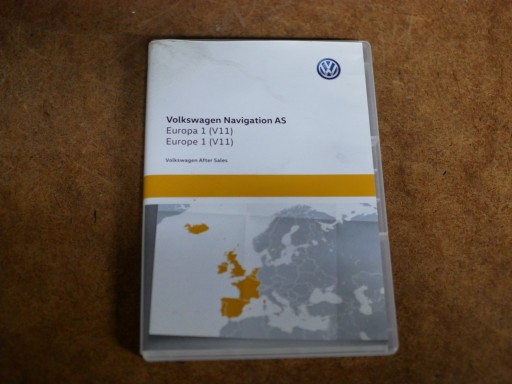 Volkswagen Navigation AS
Europa 1 (V11)
Europe 1 (V11)
Volkswagen After Sales